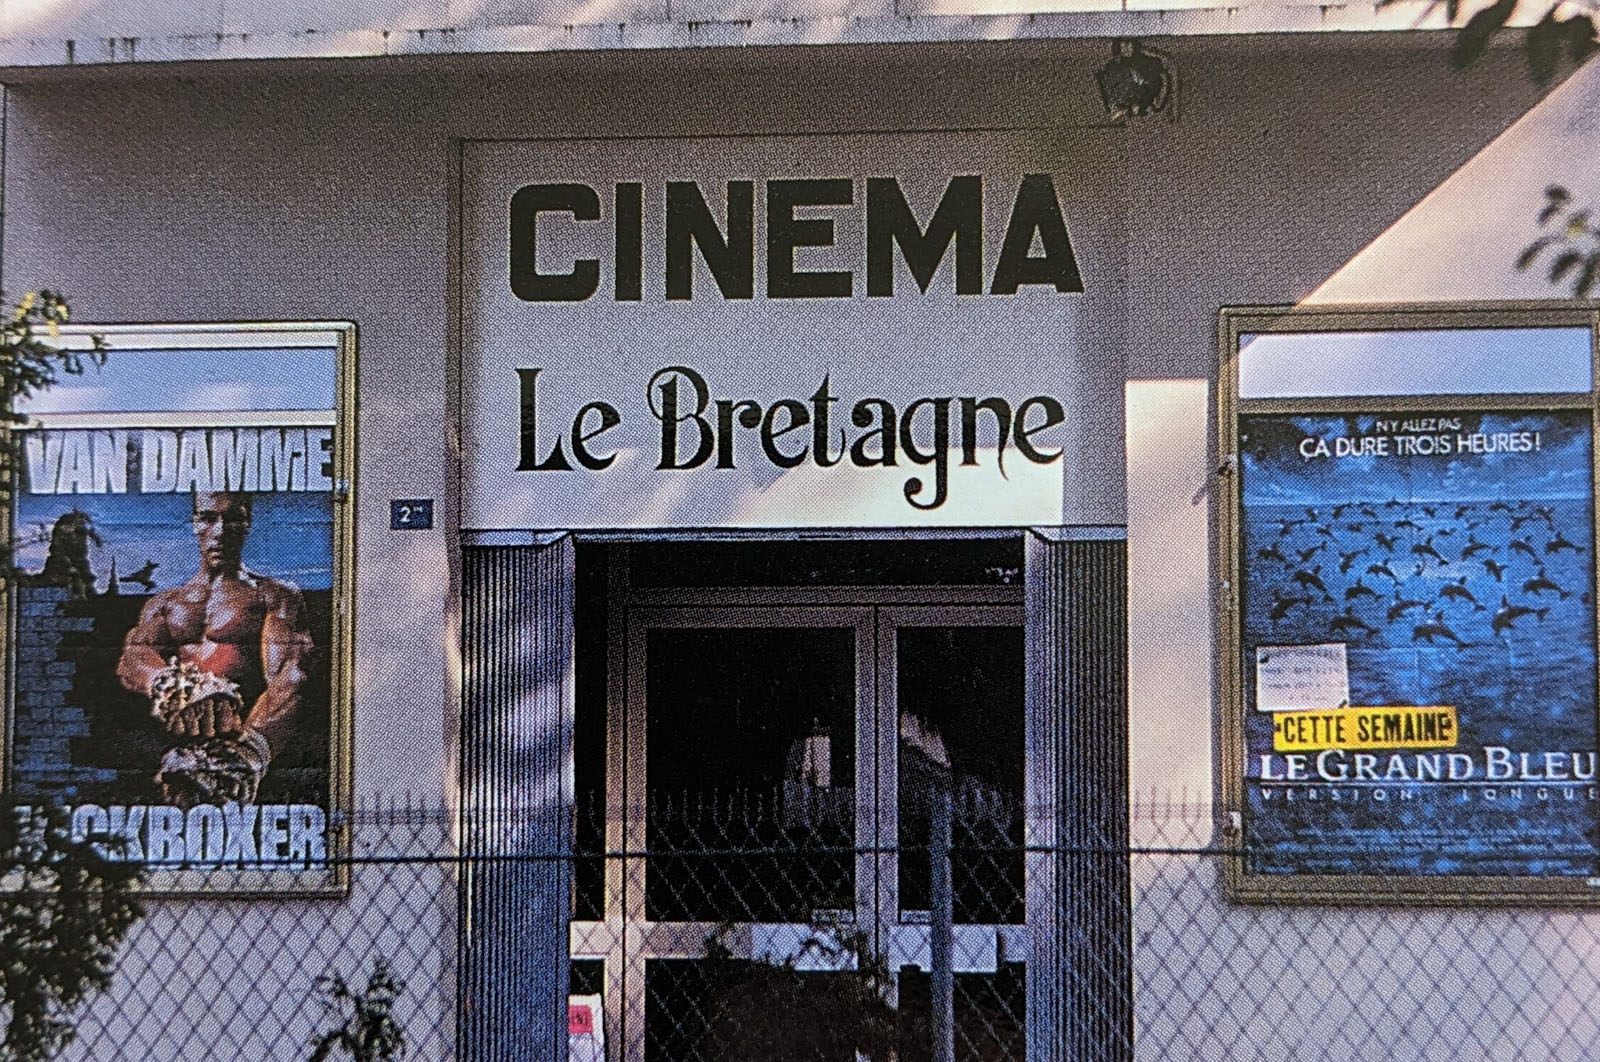 CINEMA
Le Bretagne
VAN DAMME
KICKBOXER
2
N'Y ALLEZ PAS
ÇA DURE TROIS HEURES!
CETTE SEMAINE
LE GRAND BLEU
VERSION LONGUE